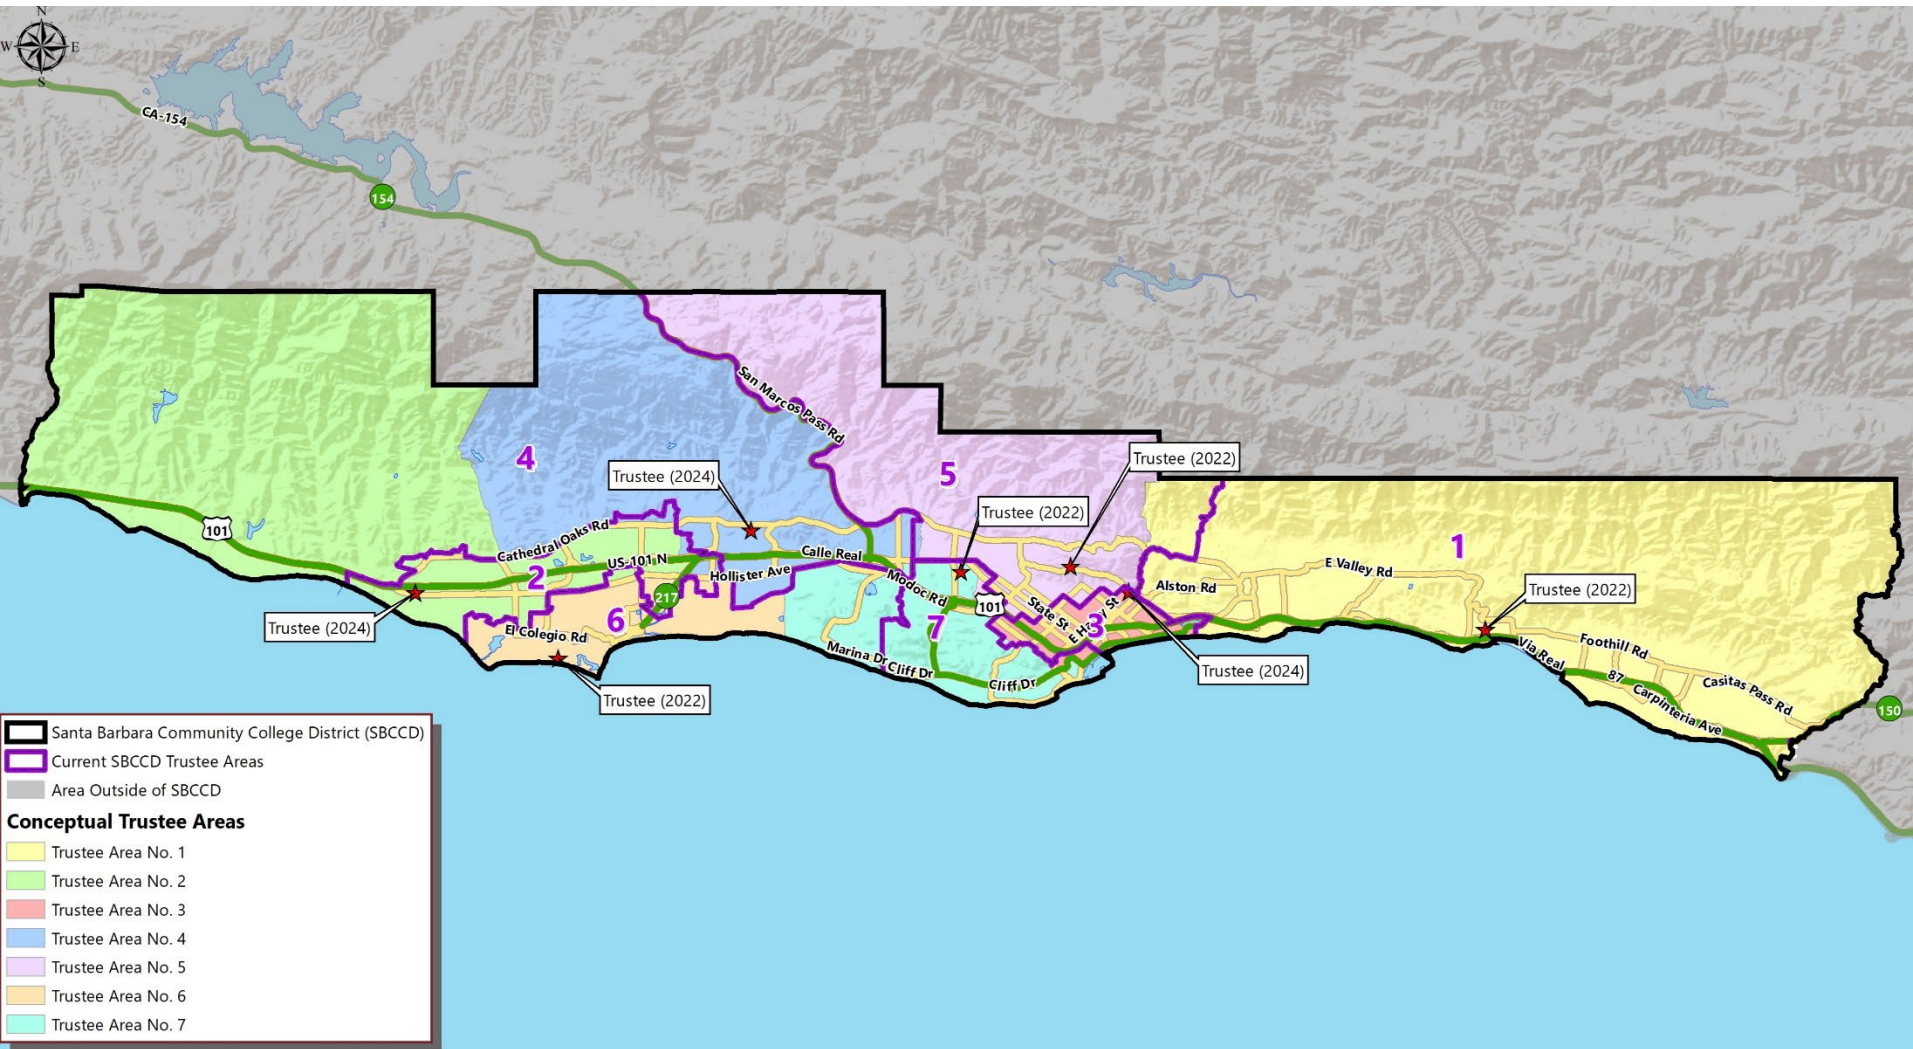 N
W
E
S
CA-154
154
San Marcos Pass Rd
4
5
Trustee (2022)
Trustee (2024)
Trustee (2022)
101
Cathedral Oaks Rd
US-101 N
Calle Real
1
E Valley Rd
2
Hollister Ave
Modoc Rd
Alston Rd
Trustee (2022)
217
101
State St
E Haley St
3
Trustee (2024)
6
El Colegio Rd
7
Foothill Rd
Marina Dr
Cliff Dr
Cliff Dr
Via Real
Trustee (2024)
87
Carpinteria Ave
Casitas Pass Rd
150
Trustee (2022)
Santa Barbara Community College District (SBCCD)
Current SBCCD Trustee Areas
Area Outside of SBCCD
Conceptual Trustee Areas
Trustee Area No. 1
Trustee Area No. 2
Trustee Area No. 3
Trustee Area No. 4
Trustee Area No. 5
Trustee Area No. 6
Trustee Area No. 7